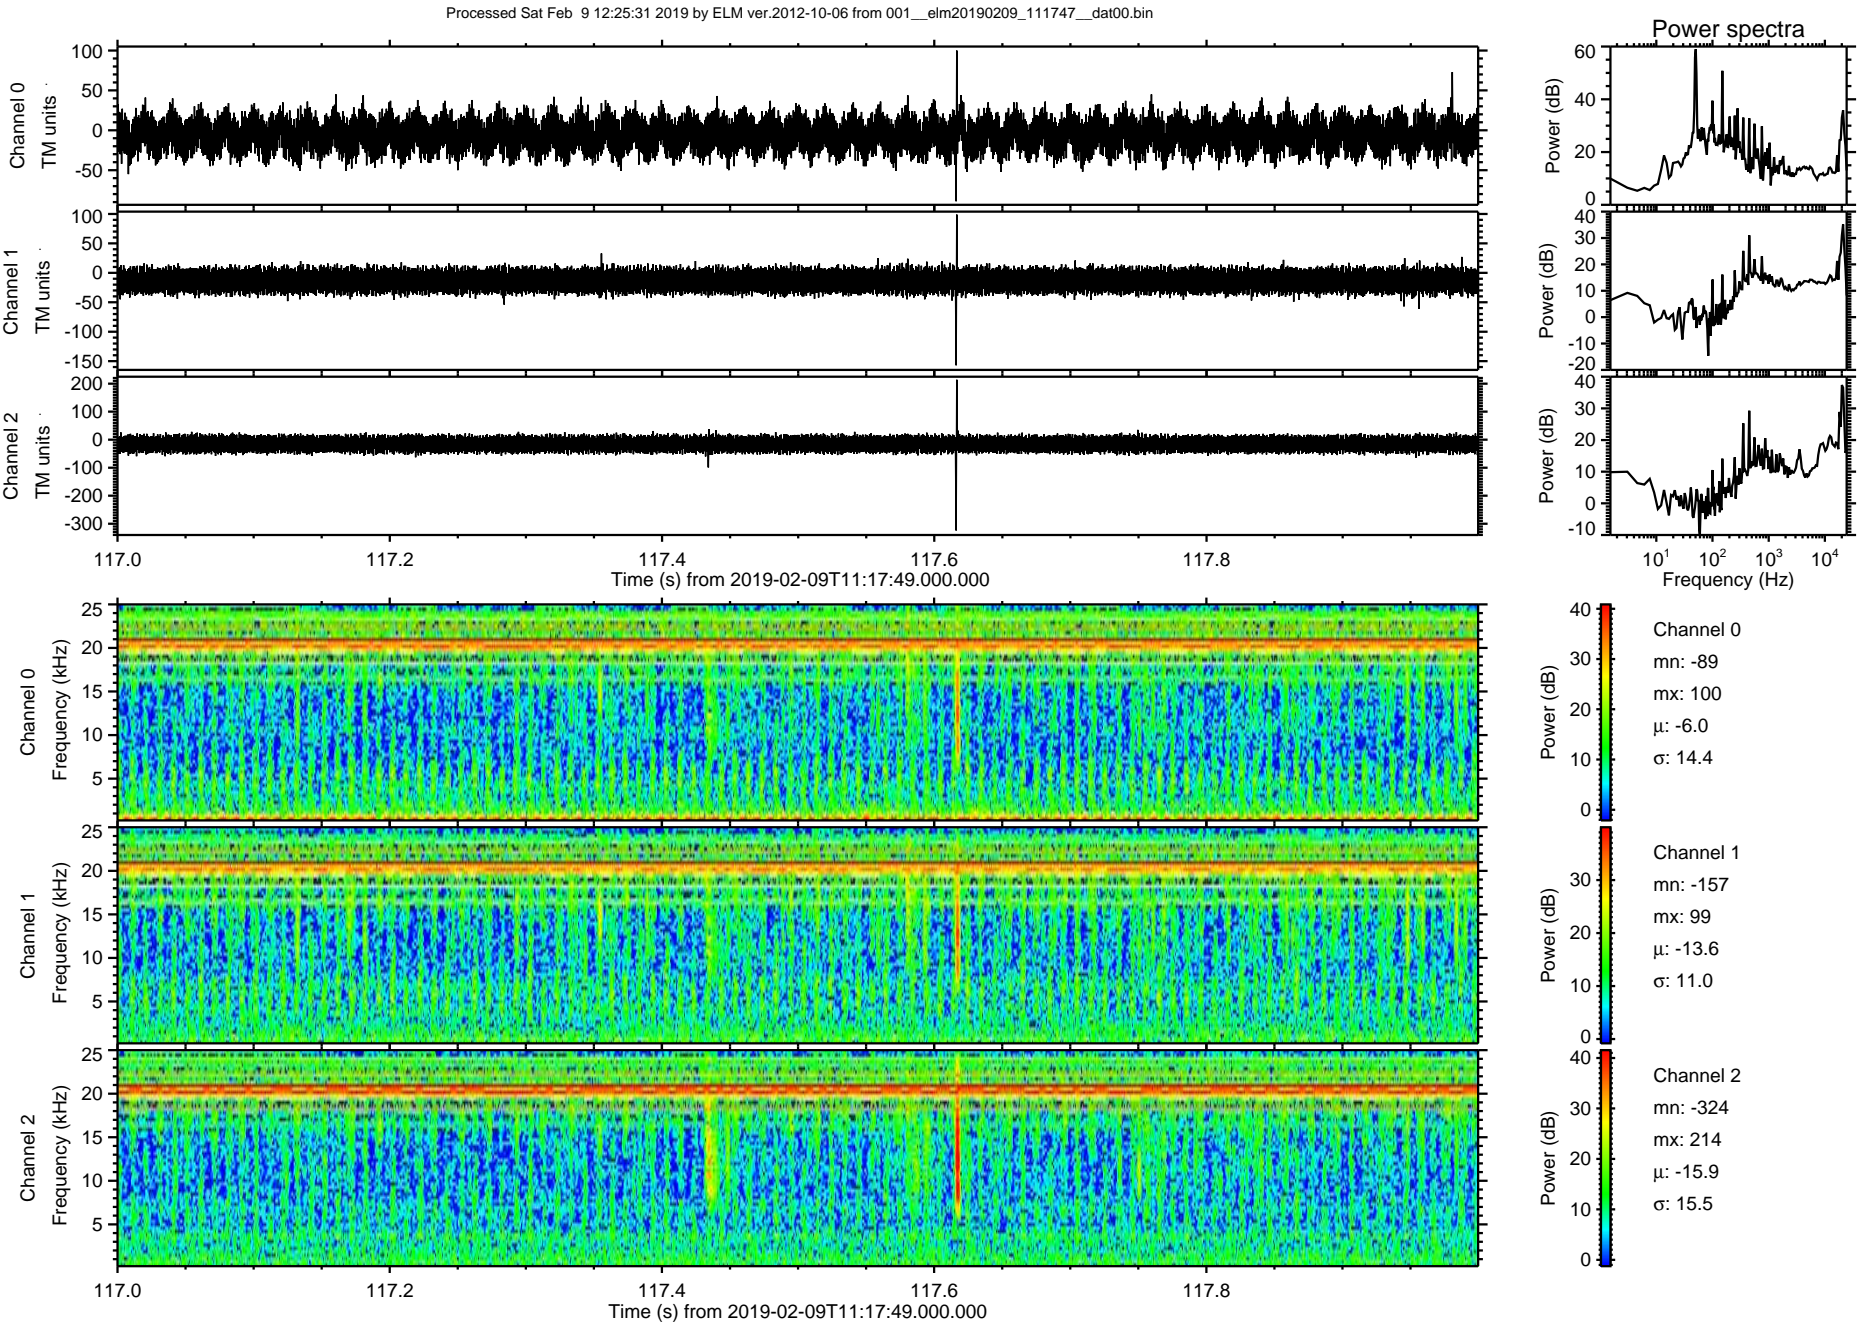 Processed Sat Feb  9 12:25:31 2019 by ELM ver.2012-10-06 from 001__elm20190209_111747__dat00.bin
Power spectra
Channel 0
TM units
100
50
0
-50
Power (dB)
60
40
20
0
Channel 1
TM units
100
50
0
-50
-100
-150
Power (dB)
40
30
20
10
0
-10
-20
Channel 2
TM units
200
100
0
-100
-200
-300
Power (dB)
40
30
20
10
0
-10
117.0 117.2 117.4 117.6 117.8
Time (s) from 2019-02-09T11:17:49.000.000
10¹ 10² 10³ 10⁴
Frequency (Hz)
Channel 0
Frequency (kHz)
25
20
15
10
5
Power (dB)
40
30
20
10
0
Channel 0
mn: -89
mx: 100
μ: -6.0
σ: 14.4
Channel 1
Frequency (kHz)
25
20
15
10
5
Power (dB)
30
20
10
0
Channel 1
mn: -157
mx: 99
μ: -13.6
σ: 11.0
Channel 2
Frequency (kHz)
25
20
15
10
5
Power (dB)
40
30
20
10
0
Channel 2
mn: -324
mx: 214
μ: -15.9
σ: 15.5
117.0 117.2 117.4 117.6 117.8
Time (s) from 2019-02-09T11:17:49.000.000